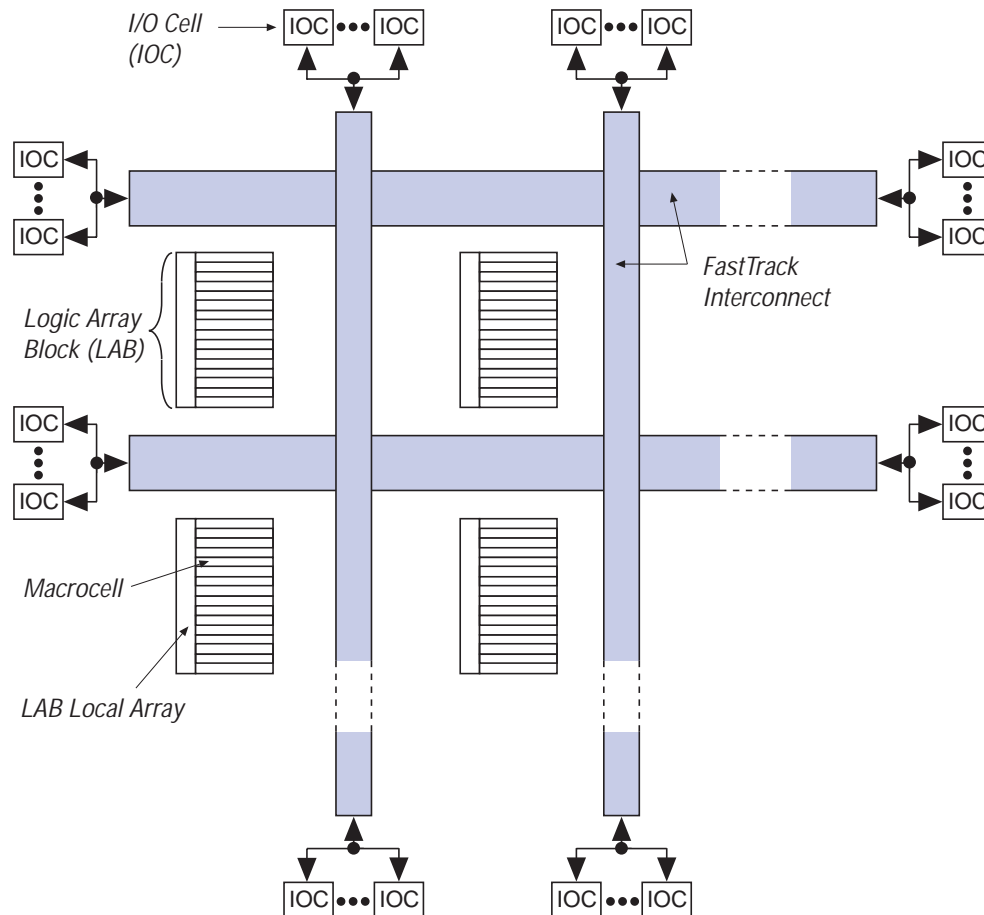 I/O Cell
(IOC)
IOC IOC
IOC IOC
IOC
IOC
IOC
IOC
FastTrack
Interconnect
Logic Array
Block (LAB)
IOC
IOC
IOC
IOC
Macrocell
LAB Local Array
IOC IOC
IOC IOC